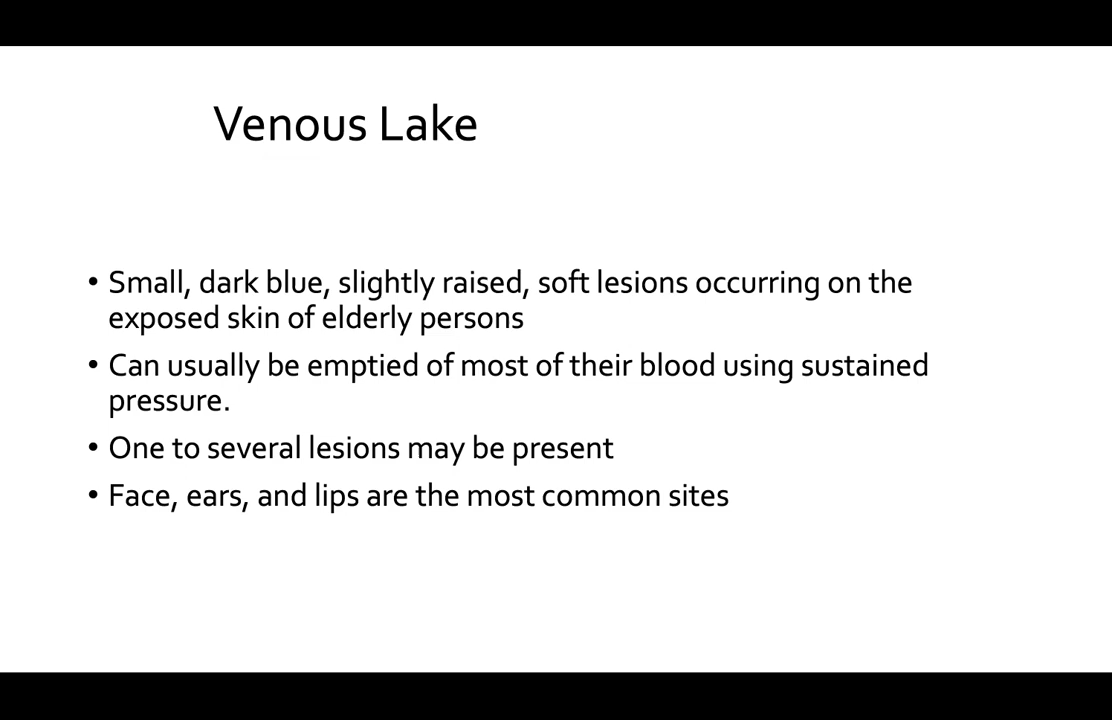 Venous Lake
• Small, dark blue, slightly raised, soft lesions occurring on the
exposed skin of elderly persons
• Can usually be emptied of most of their blood using sustained
pressure.
• One to several lesions may be present
• Face, ears, and lips are the most common sites